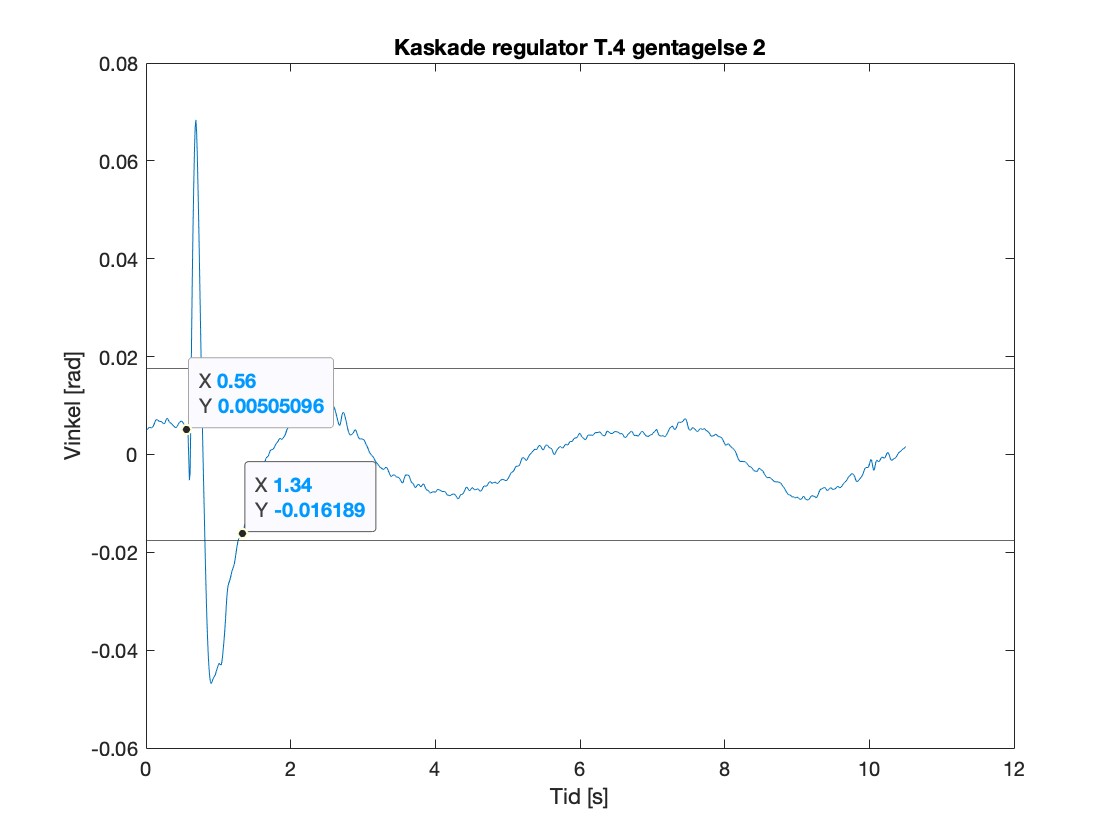 Kaskade regulator T.4 gentagelse 2
0.08
0.06
0.04
0.02
0
-0.02
-0.04
-0.06
Vinkel [rad]
X 0.56
Y 0.00505096
X 1.34
Y -0.016189
0 2 4 6 8 10 12
Tid [s]